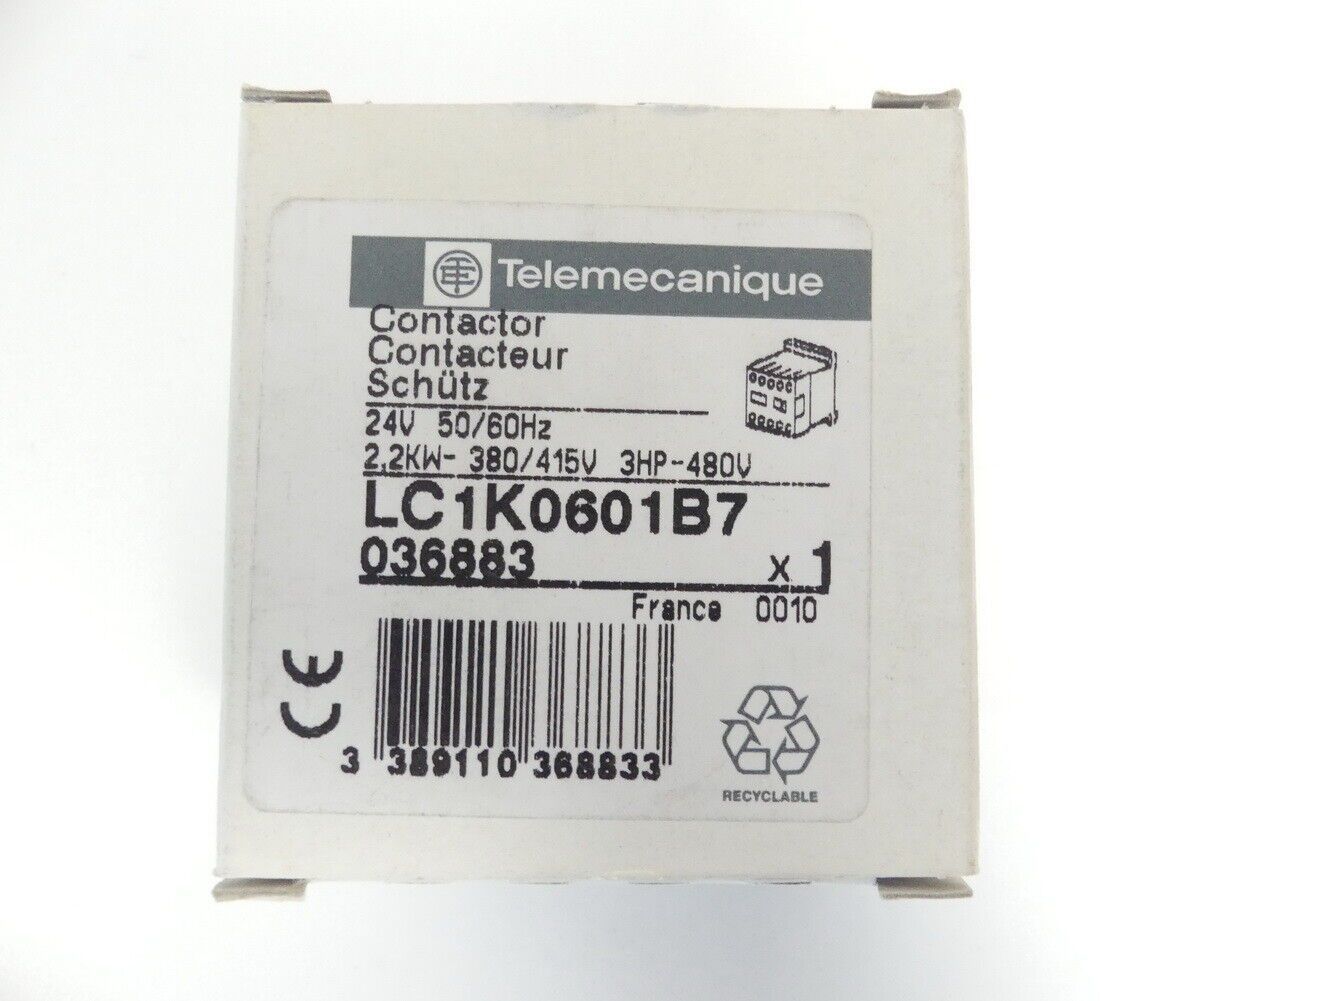 Telemecanique
Contactor
Contacteur
Schütz
24V 50/60Hz
2,2KW- 380/415V 3HP-480V
LC1K0601B7
036883 x 1
France 0010
CE
3 389110 368833
RECYCLABLE